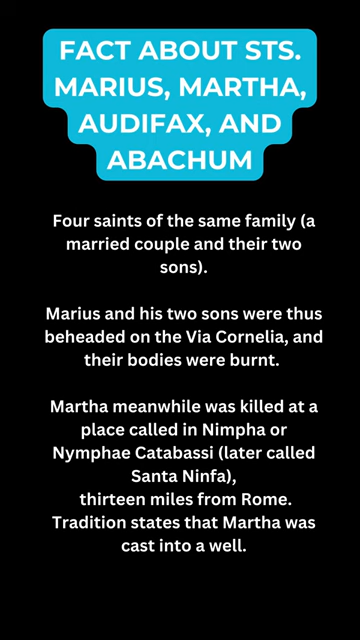 FACT ABOUT STS.
MARIUS, MARTHA,
AUDIFAX, AND
ABACHUM
Four saints of the same family (a
married couple and their two
sons).
Marius and his two sons were thus
beheaded on the Via Cornelia, and
their bodies were burnt.
Martha meanwhile was killed at a
place called in Nimpha or
Nymphae Catabassi (later called
Santa Ninfa),
thirteen miles from Rome.
Tradition states that Martha was
cast into a well.